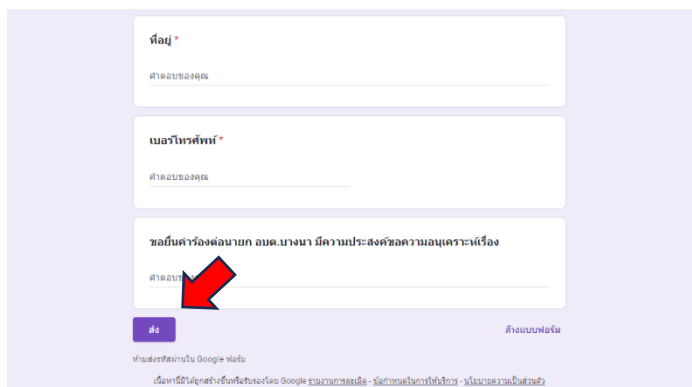 ที่อยู่ *
คำตอบของคุณ
เบอร์โทรศัพท์ *
คำตอบของคุณ
ขอยื่นคำร้องต่อนายก อบต.บางนา มีความประสงค์ขอความอนุเคราะห์เรื่อง
ส่ง
ล้างแบบฟอร์ม
ห้ามส่งรหัสผ่านใน Google ฟอร์ม
เนื้อหานี้มิได้ถูกสร้างขึ้นหรือรับรองโดย Google รายงานการละเมิด - ข้อกำหนดในการให้บริการ - นโยบายความเป็นส่วนตัว